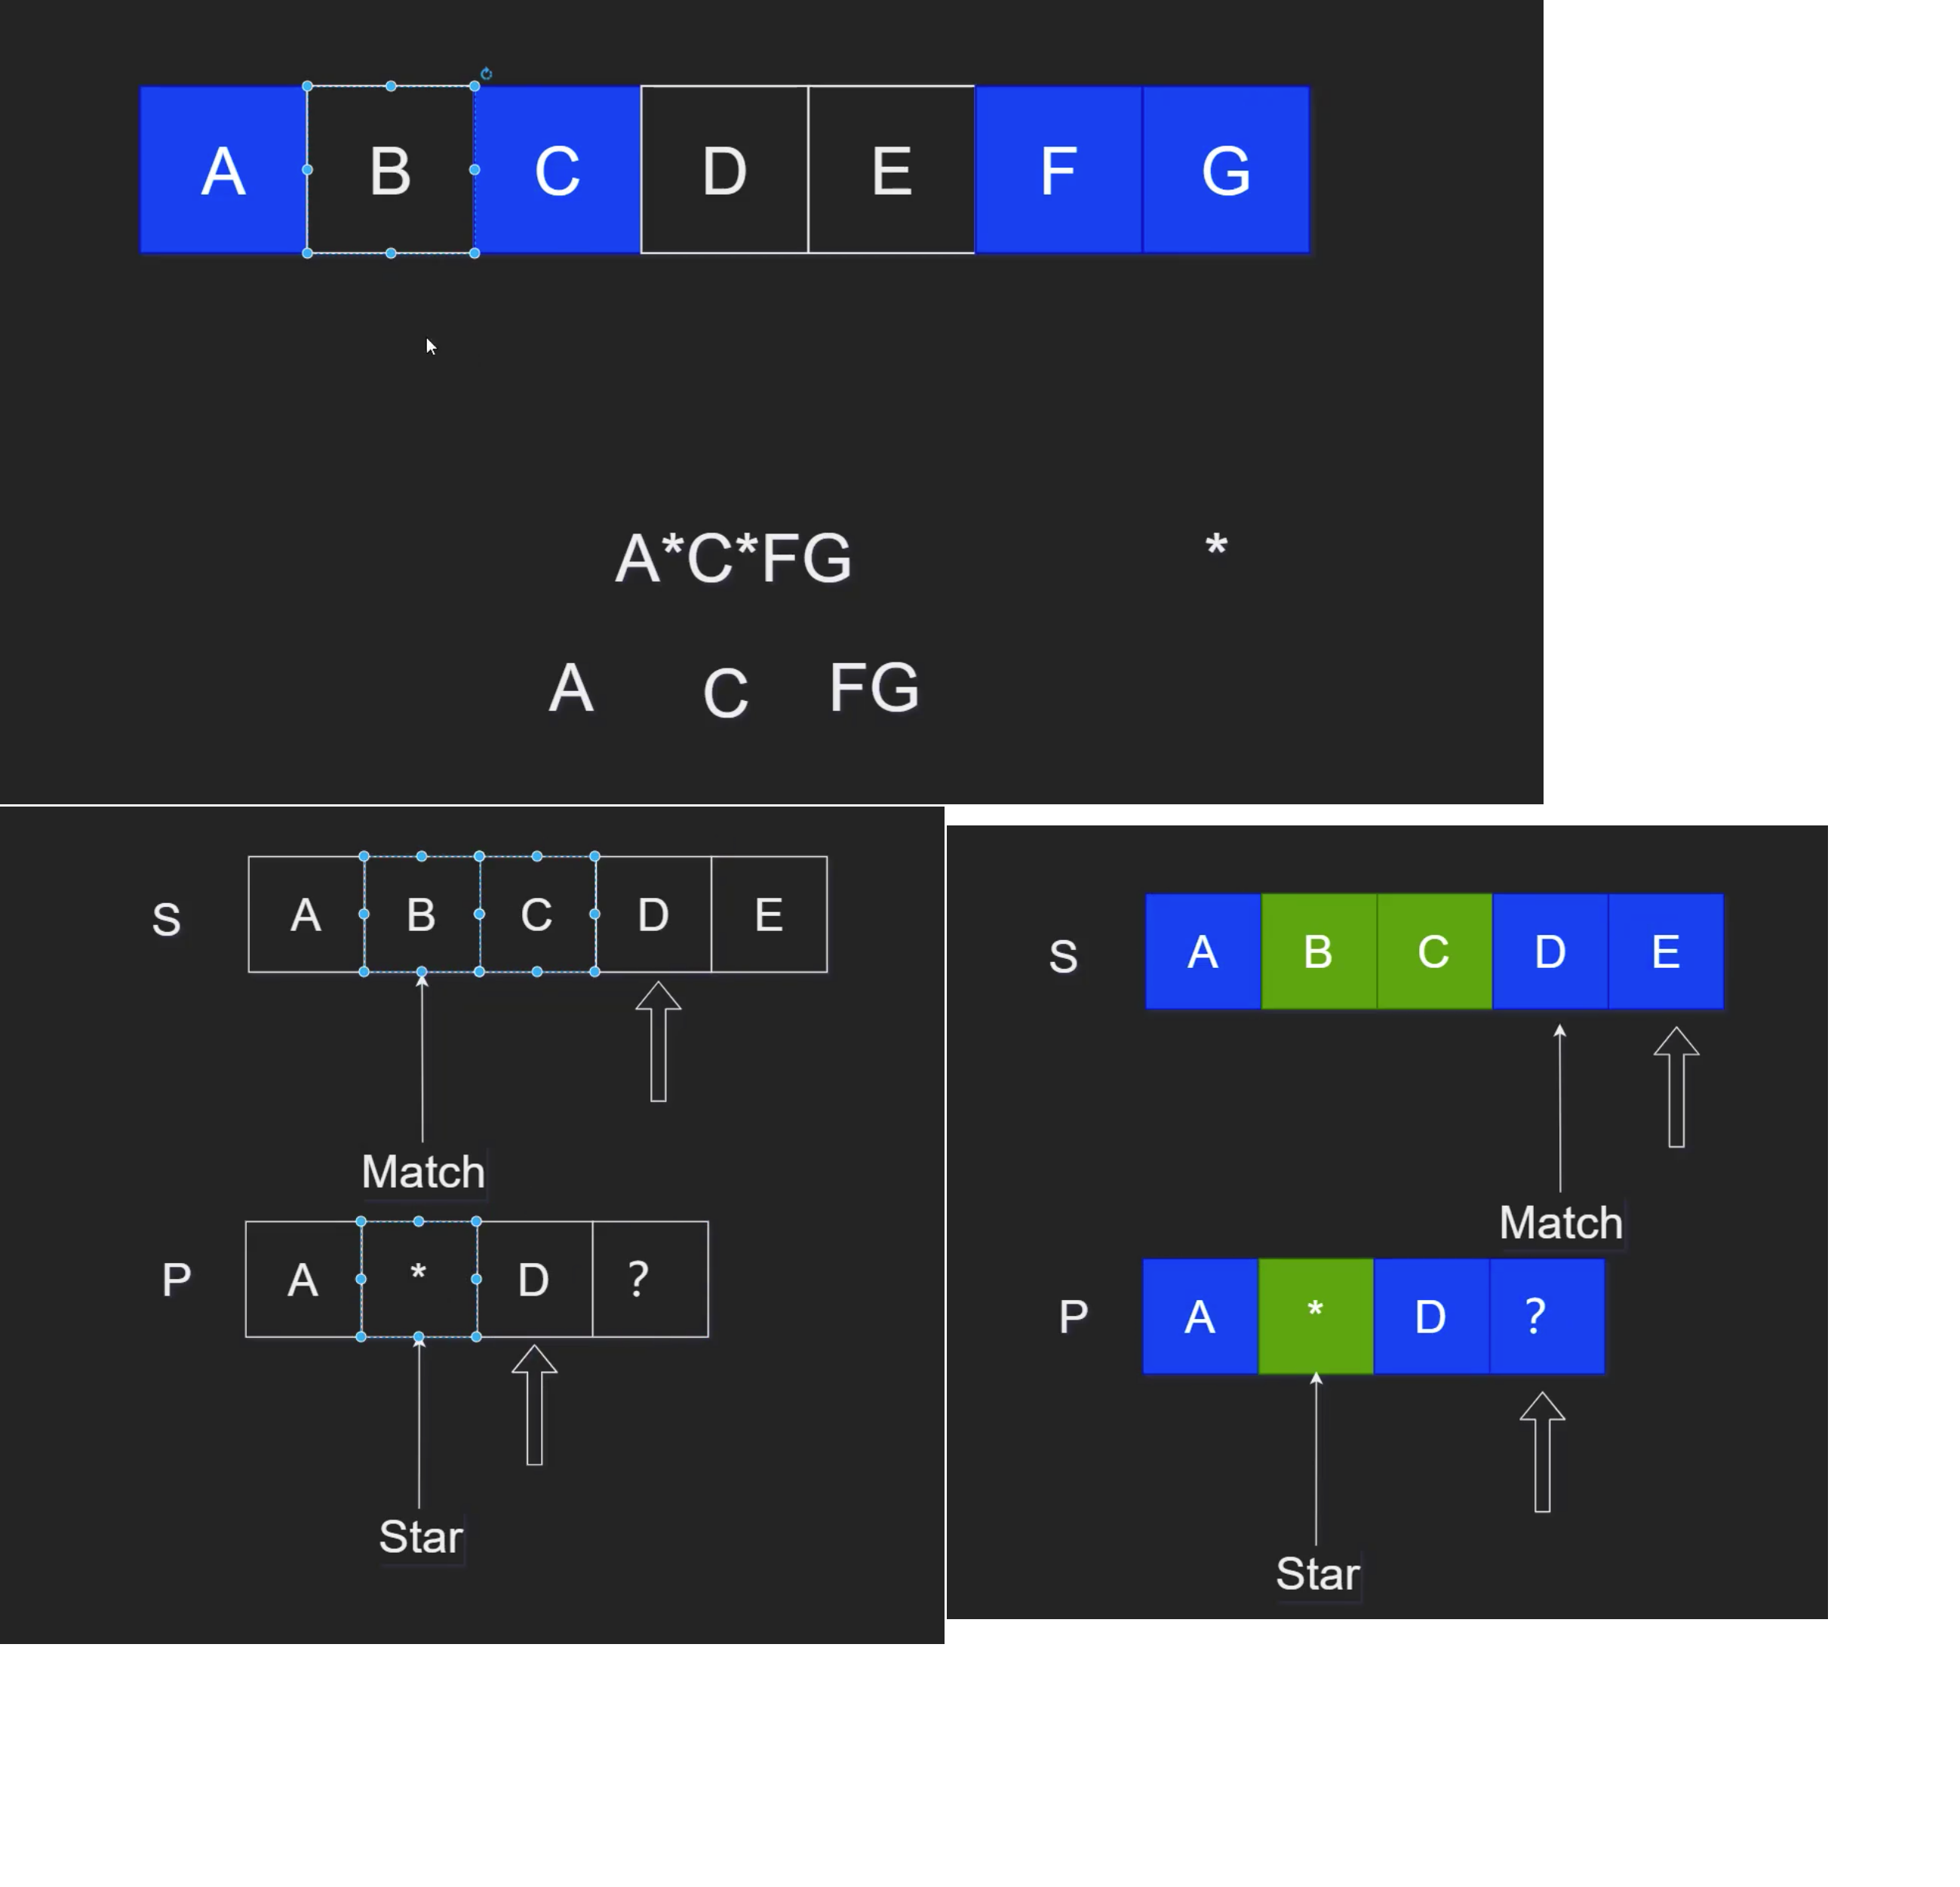 A B C D E F G
A*C*FG *
A C FG
S A B C D E
Match
P A * D ?
Star
S A B C D E
Match
P A * D ?
Star